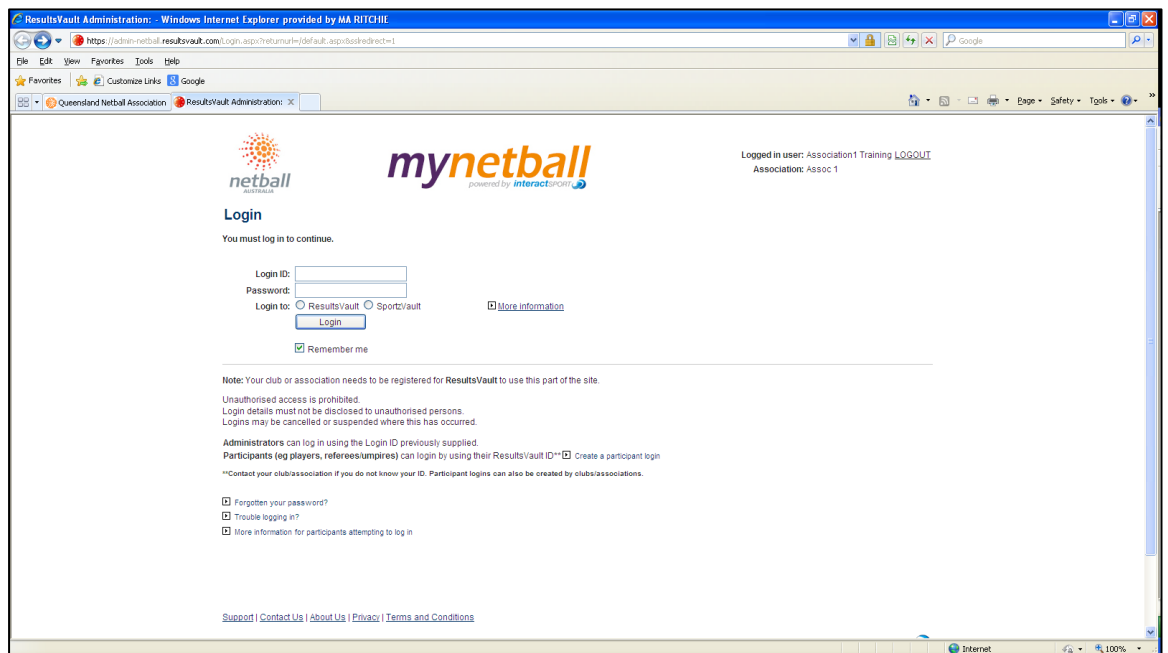 ResultsVault Administration: - Windows Internet Explorer provided by MA RITCHIE
https://admin-netball.resultsvault.com/Login.aspx?returnurl=/default.aspx&sslredirect=1
Google
File Edit View Favorites Tools Help
Favorites Customize Links Google
Queensland Netball Association ResultsVault Administration: X Page Safety Tools
netball
AUSTRALIA
mynetball
powered by interactSPORT
Logged in user: Association1 Training LOGOUT
Association: Assoc 1
Login
You must log in to continue.
Login ID:
Password:
Login to: ResultsVault SportzVault More information
Login
Remember me
Note: Your club or association needs to be registered for ResultsVault to use this part of the site.
Unauthorised access is prohibited.
Login details must not be disclosed to unauthorised persons.
Logins may be cancelled or suspended where this has occurred.
Administrators can log in using the Login ID previously supplied.
Participants (eg players, referees/umpires) can login by using their ResultsVault ID** Create a participant login
**Contact your club/association if you do not know your ID. Participant logins can also be created by clubs/associations.
Forgotten your password?
Trouble logging in?
More information for participants attempting to log in
Support | Contact Us | About Us | Privacy | Terms and Conditions
Internet 100%